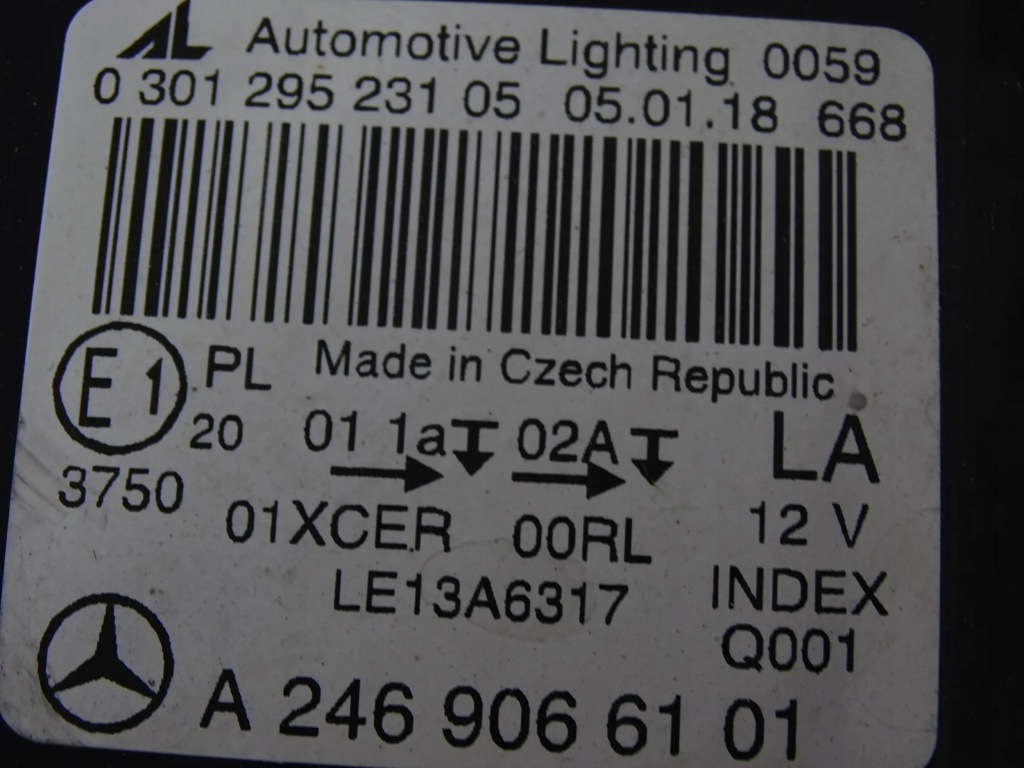 AL Automotive Lighting 0059
0 301 295 231 05 05.01.18 668
E1 PL Made in Czech Republic
20 01 1a 02A LA
3750
01XCER 00RL 12 V
LE13A6317 INDEX
Q001
A 246 906 61 01